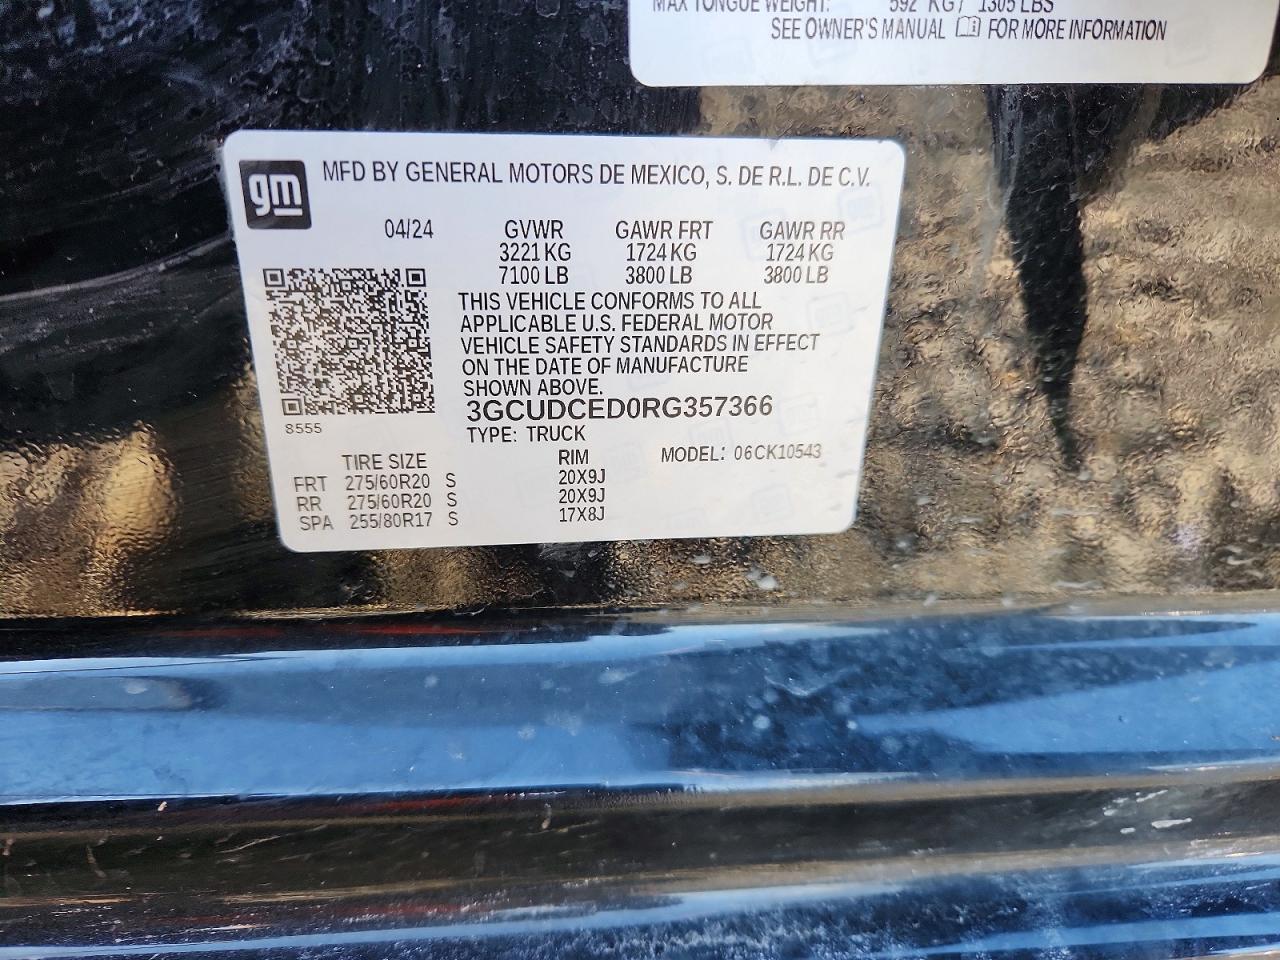 MAX TONGUE WEIGHT: 592 KG / 1305 LBS
SEE OWNER'S MANUAL FOR MORE INFORMATION
gm
MFD BY GENERAL MOTORS DE MEXICO, S. DE R.L. DE C.V.
04/24 GVWR GAWR FRT GAWR RR
3221 KG 1724 KG 1724 KG
7100 LB 3800 LB 3800 LB
THIS VEHICLE CONFORMS TO ALL
APPLICABLE U.S. FEDERAL MOTOR
VEHICLE SAFETY STANDARDS IN EFFECT
ON THE DATE OF MANUFACTURE
SHOWN ABOVE.
3GCUDCED0RG357366
8555
TYPE: TRUCK
TIRE SIZE RIM MODEL: 06CK10543
FRT 275/60R20 S 20X9J
RR 275/60R20 S 20X9J
SPA 255/80R17 S 17X8J